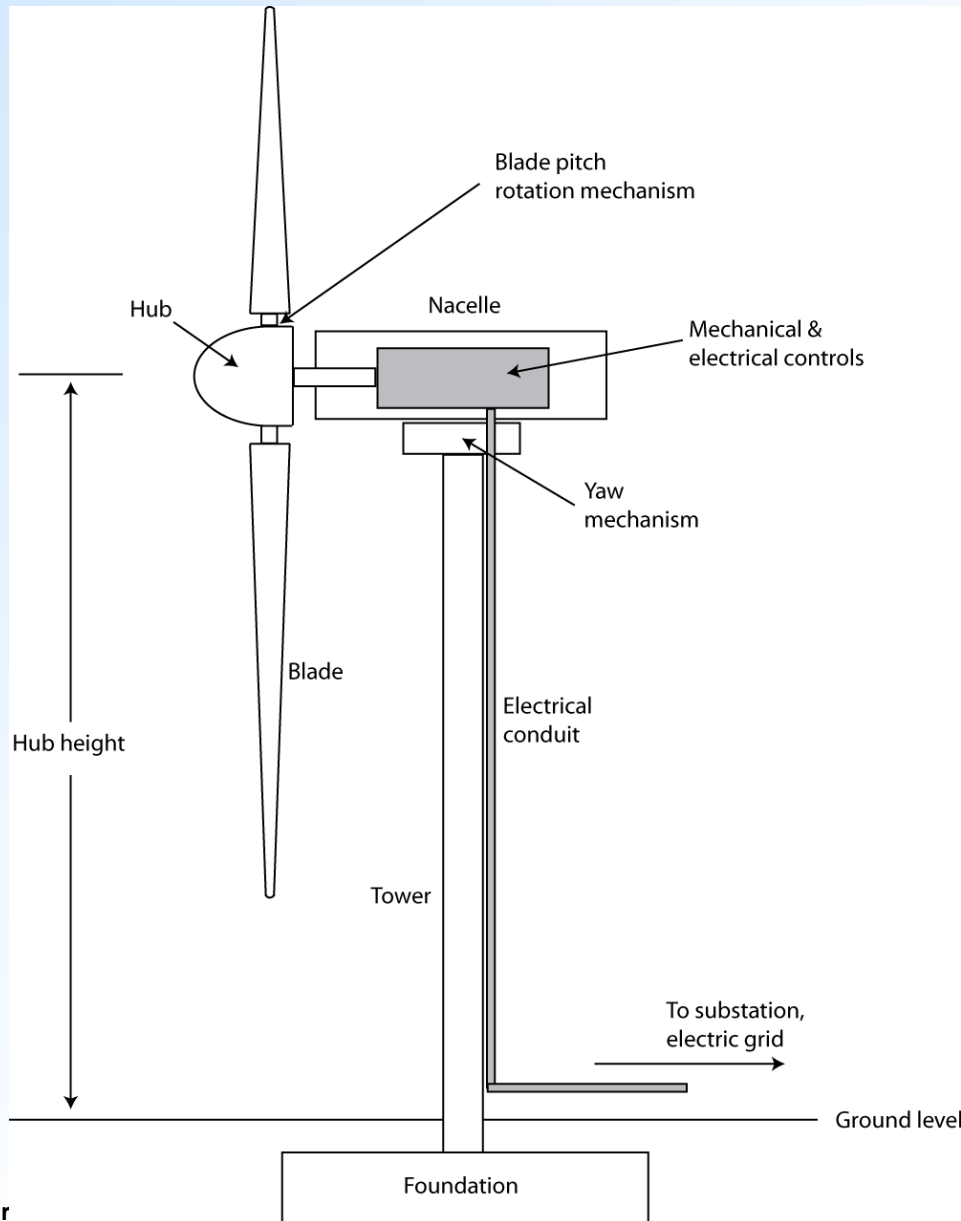 Blade pitch
rotation mechanism
Hub
Nacelle
Mechanical &
electrical controls
Yaw
mechanism
Blade
Electrical
conduit
Hub height
Tower
To substation,
electric grid
Ground level
Foundation
r